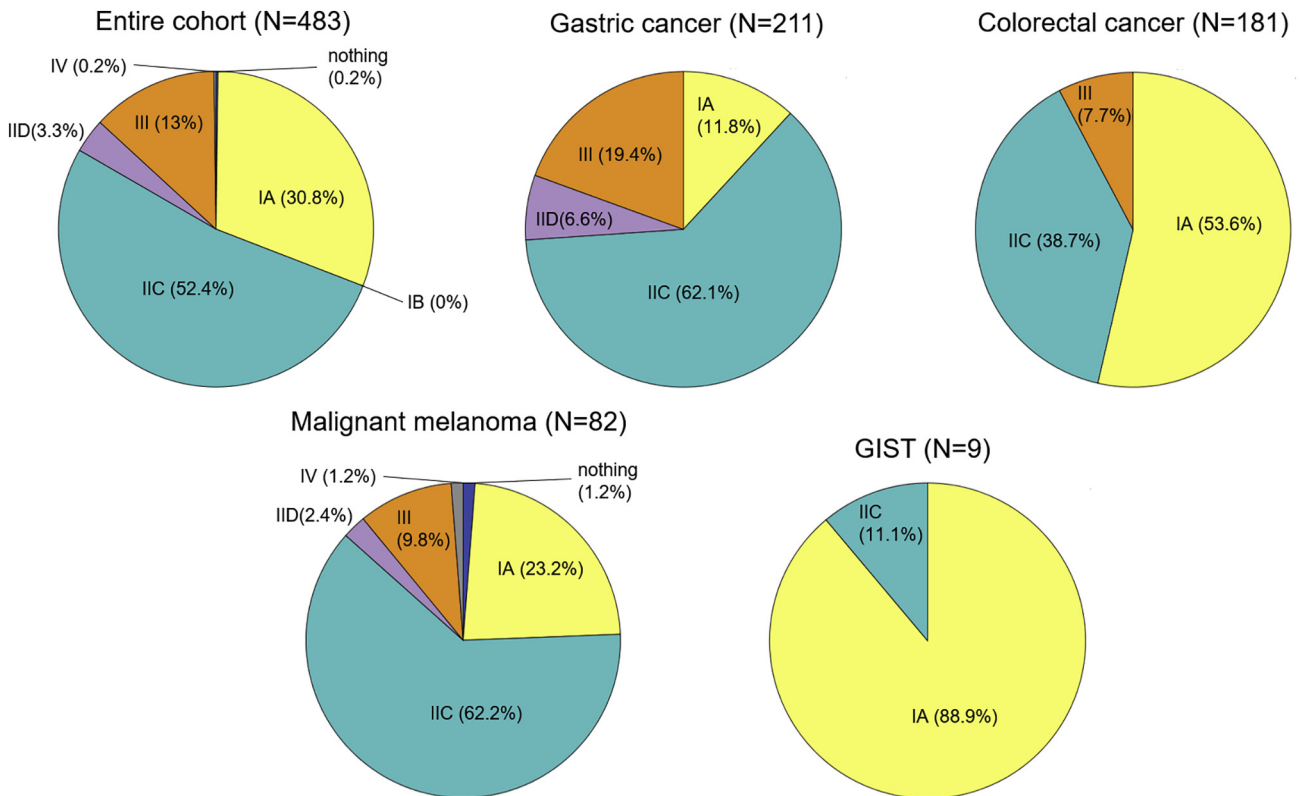 Entire cohort (N=483)
IV (0.2%)
nothing
(0.2%)
IID(3.3%)
III (13%)
IA (30.8%)
IIC (52.4%)
IB (0%)
Gastric cancer (N=211)
IA
(11.8%)
III (19.4%)
IID(6.6%)
IIC (62.1%)
Colorectal cancer (N=181)
III
(7.7%)
IIC (38.7%)
IA (53.6%)
Malignant melanoma (N=82)
IV (1.2%)
nothing
(1.2%)
IID(2.4%)
III
(9.8%)
IA (23.2%)
IIC (62.2%)
GIST (N=9)
IIC
(11.1%)
IA (88.9%)